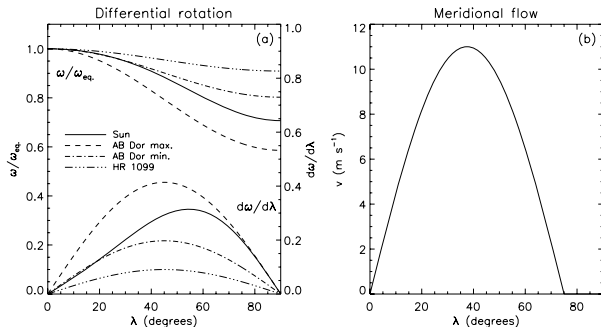 Differential rotation
(a)
ω/ω_eq.
1.0
0.8
0.6
0.4
0.2
0.0
ω/ω_eq.
Sun
AB Dor max.
AB Dor min.
HR 1099
dω/dλ
0.8
0.6
0.4
0.2
0.0
dω/dλ
0 20 40 60 80
λ (degrees)
Meridional flow
(b)
12
10
8
6
4
2
0
v (m s⁻¹)
0 20 40 60 80
λ (degrees)